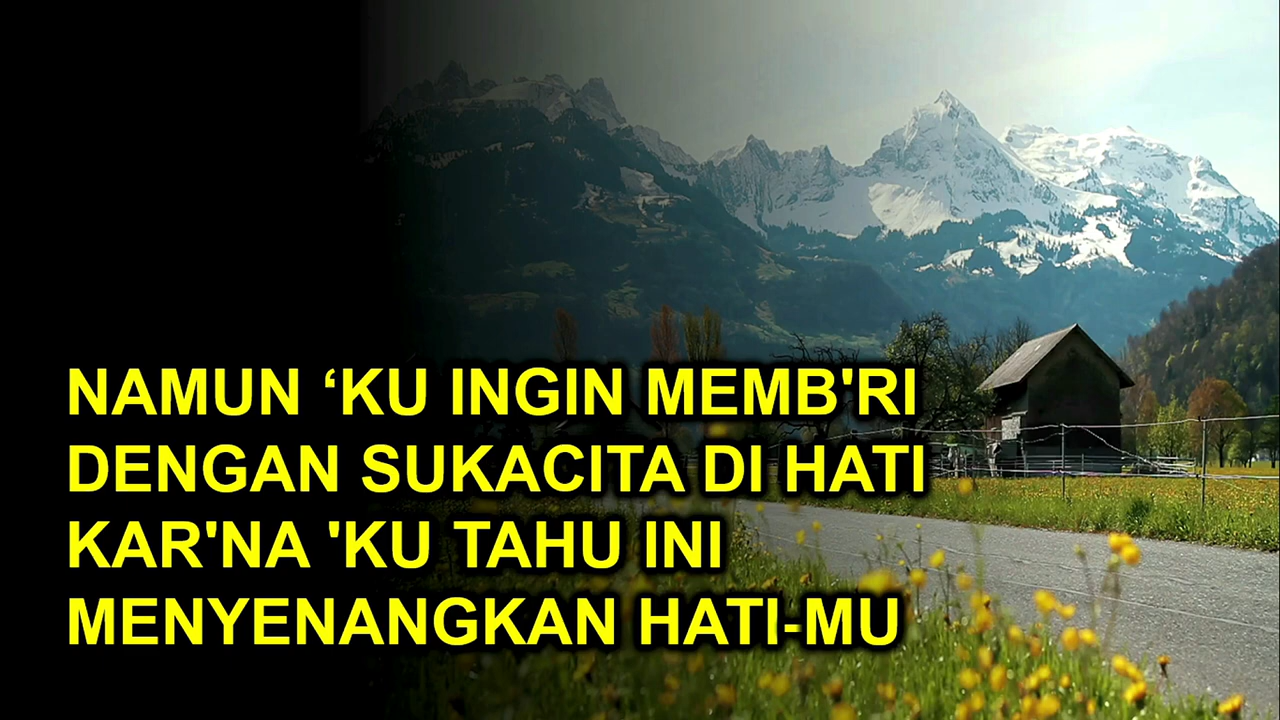 NAMUN ‘KU INGIN MEMB'RI
DENGAN SUKACITA DI HATI
KAR'NA 'KU TAHU INI
MENYENANGKAN HATI-MU